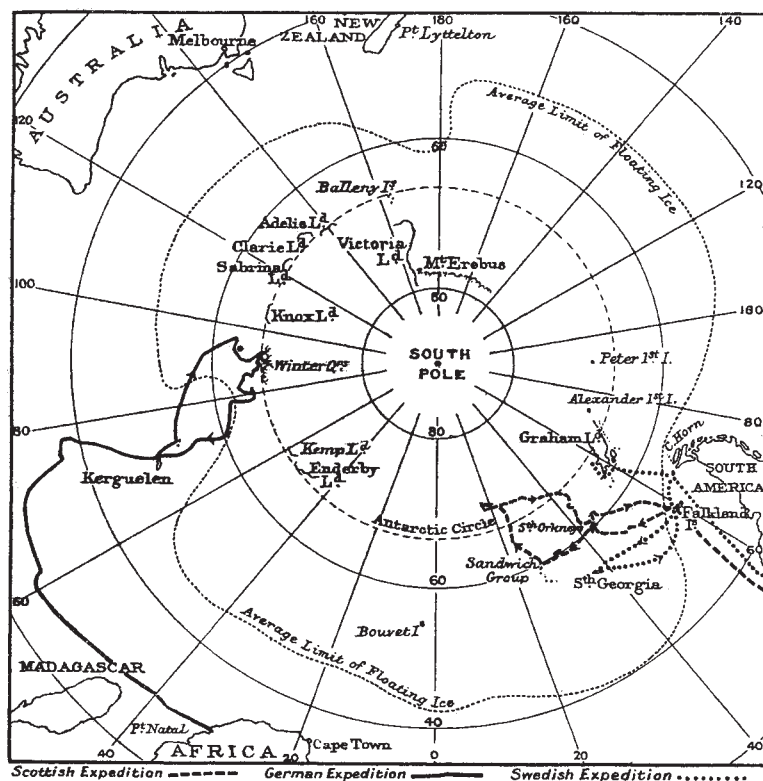 160
NEW
ZEALAND
Pt. Lyttelton
160
140
Melbourne
AUSTRALIA
120
Average Limit of Floating Ice
60
Balleny Is
120
Adelie Ld
Clarie Ld
Victoria
Ld
Sabrina
Ld
Mt Erebus
100
80
Knox Ld
100
Winter Qrs
SOUTH
POLE
Peter 1st I.
Alexander 1st I.
80
80
80
Graham Ld
C. Horn
Kemp Ld
SOUTH
AMERICA
Kerguelen
Enderby
Ld
Antarctic Circle
Sth Orkney
Falkland
Is
Sandwich
Group
60
60
Sth Georgia
60
Average Limit of Floating Ice
Bouvet Is
MADAGASCAR
Pt Natal
40
AFRICA
Cape Town
40
20
0
20
40
Scottish Expedition
German Expedition
Swedish Expedition